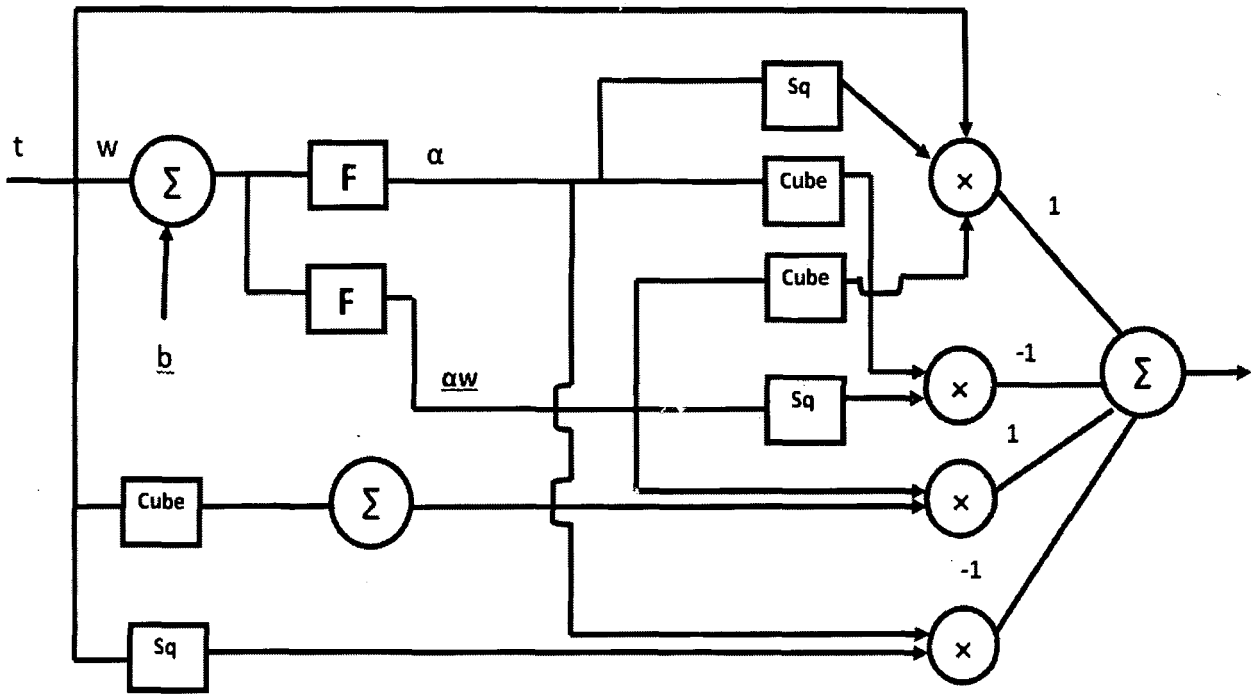 Sq
t
w
Σ
F
α
Cube
×
1
Cube
F
b
αw
-1
×
Σ
Sq
1
Cube
Σ
×
-1
Sq
×